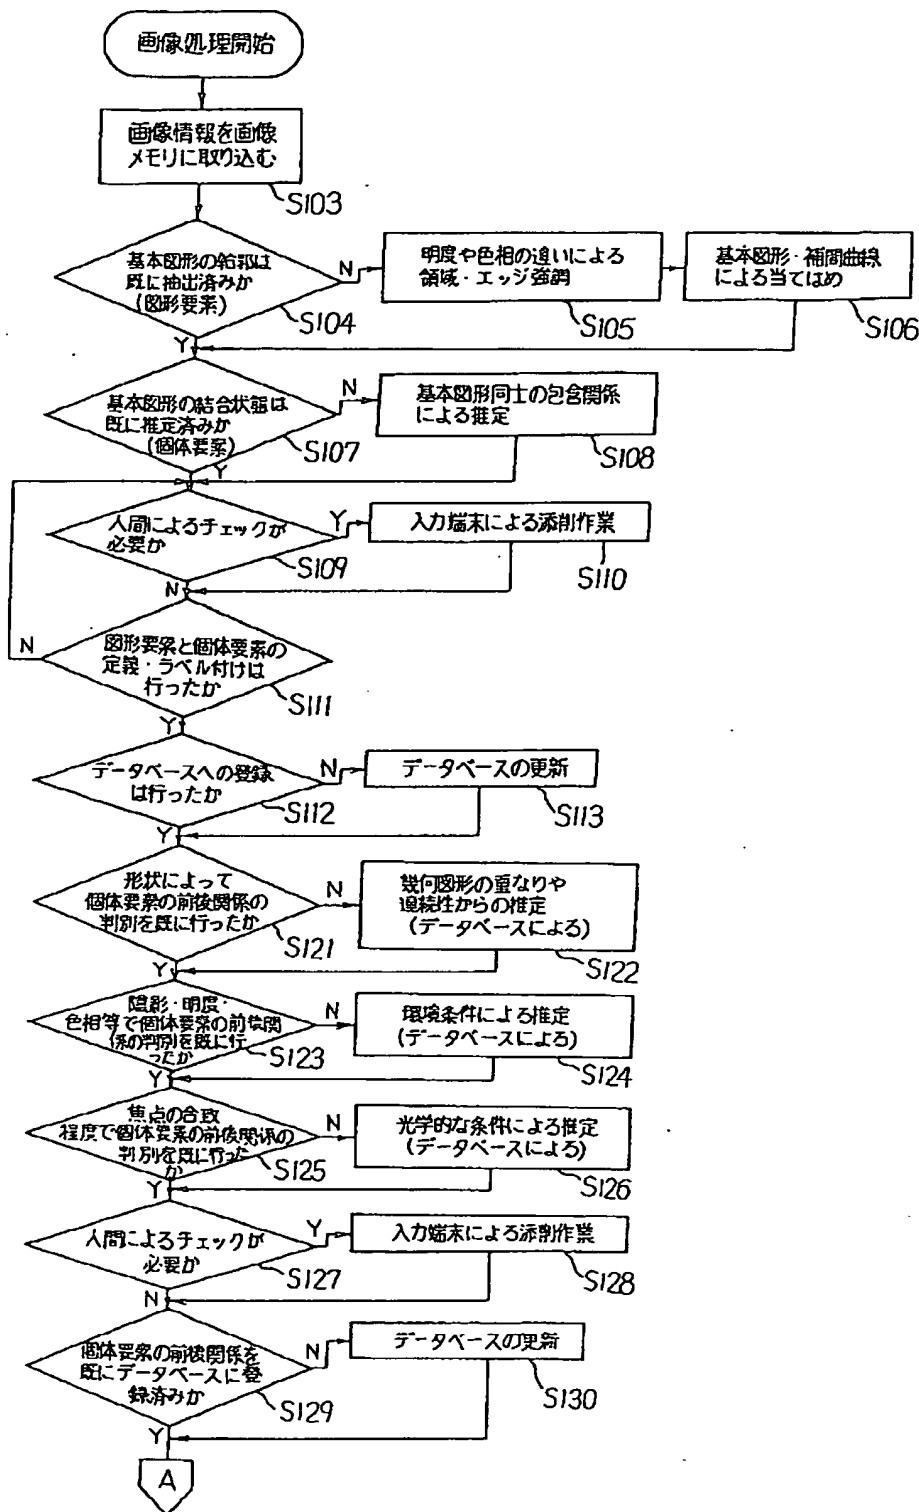 画像処理開始
画像情報を画像
メモリに取り込む
S103
基本図形の輪郭は
既に抽出済みか
(図形要素)
S104
N
Y
明度や色相の違いによる
領域・エッジ強調
S105
基本図形・補間曲線
による当てはめ
S106
基本図形の結合状態は
既に推定済みか
(個体要素)
S107
N
Y
基本図形同士の包含関係
による推定
S108
人間によるチェックが
必要か
S109
Y
N
入力端末による添削作業
S110
図形要素と個体要素の
定義・ラベル付けは
行ったか
S111
N
Y
データベースへの登録
は行ったか
S112
N
Y
データベースの更新
S113
形状によって
個体要素の前後関係の
判別を既に行ったか
S121
N
Y
幾何図形の重なりや
連続性からの推定
(データベースによる)
S122
陰影・明度・
色相等で個体要素の前後関
係の判別を既に行
ったか
S123
N
Y
環境条件による推定
(データベースによる)
S124
焦点の合致
程度で個体要素の前後関係の
判別を既に行った
か
S125
N
Y
光学的な条件による推定
(データベースによる)
S126
人間によるチェックが
必要か
S127
Y
N
入力端末による添削作業
S128
個体要素の前後関係を
既にデータベースに登
録済みか
S129
N
Y
データベースの更新
S130
A